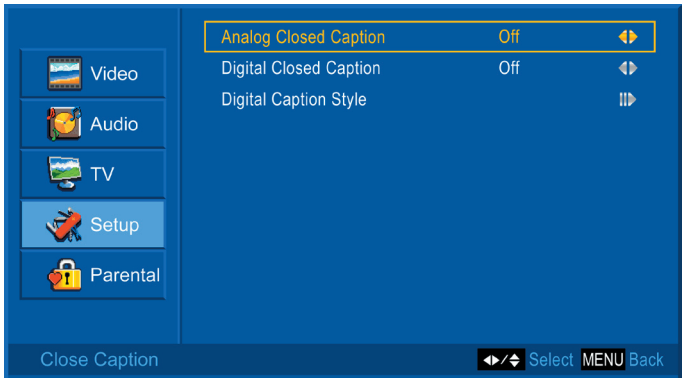 Analog Closed Caption Off
Digital Closed Caption Off
Digital Caption Style
Video
Audio
TV
Setup
Parental
Close Caption
/ Select MENU Back